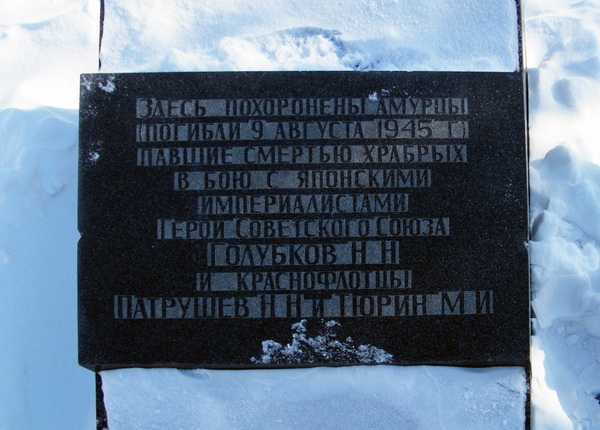 Здесь похоронены амурцы
(погибли 9 августа 1945 г.)
павшие смертью храбрых
в бою с японскими
империалистами
Герой Советского Союза
Голубков Н Н
и краснофлотцы
Патрушев Н Н и Тюрин М И